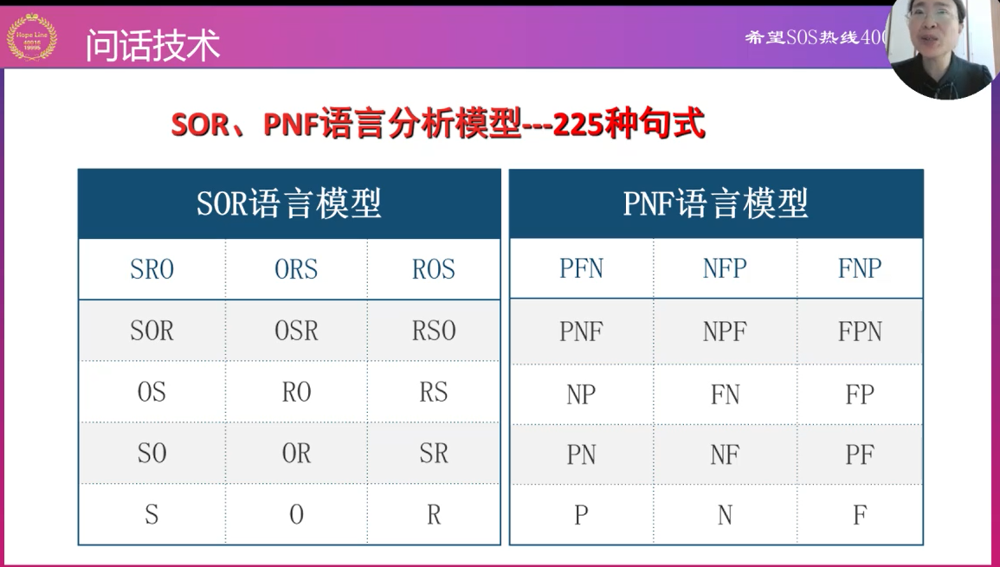 Hope Line
40016
19995
问话技术
希望SOS热线400
SOR、PNF语言分析模型---225种句式
SOR语言模型
SRO ORS ROS
SOR OSR RSO
OS RO RS
SO OR SR
S O R
PNF语言模型
PFN NFP FNP
PNF NPF FPN
NP FN FP
PN NF PF
P N F